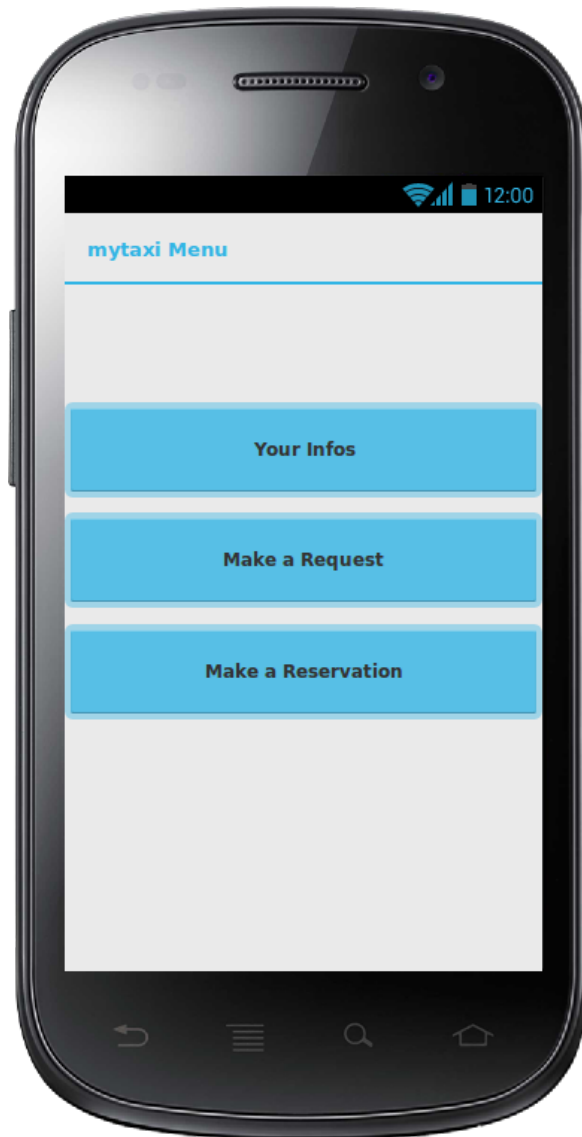 12:00
mytaxi Menu
Your Infos
Make a Request
Make a Reservation